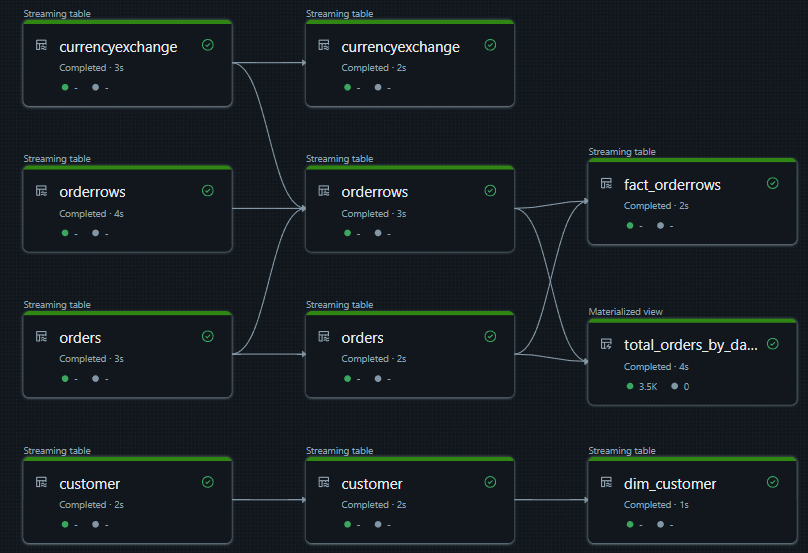 Streaming table
currencyexchange
Completed · 3s
- -
Streaming table
orderrows
Completed · 4s
- -
Streaming table
orders
Completed · 3s
- -
Streaming table
customer
Completed · 2s
- -
Streaming table
currencyexchange
Completed · 2s
- -
Streaming table
orderrows
Completed · 3s
- -
Streaming table
orders
Completed · 2s
- -
Streaming table
customer
Completed · 2s
- -
Streaming table
fact_orderrows
Completed · 2s
- -
Materialized view
total_orders_by_da...
Completed · 4s
3.5K 0
Streaming table
dim_customer
Completed · 1s
- -